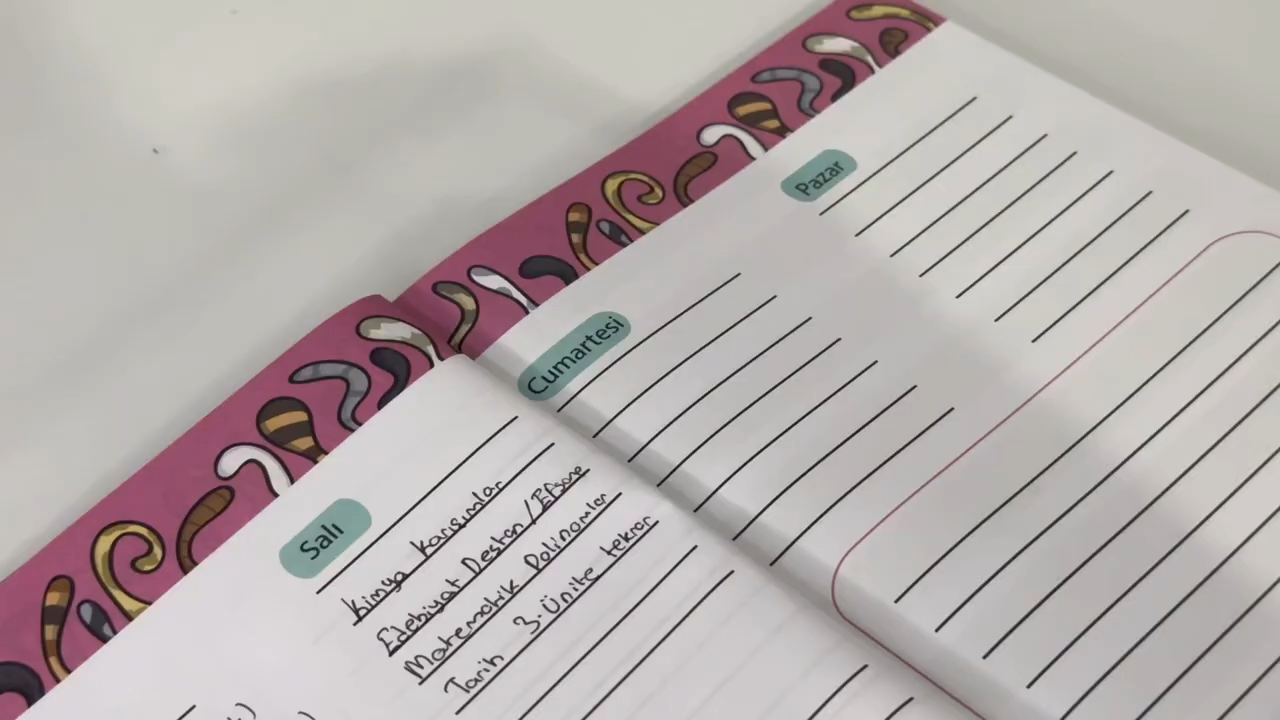 Salı
Kimya Karışımlar
Edebiyat Destan/Efsane
Matematik Polinomlar
Tarih 3.Ünite tekrar
Cumartesi
Pazar